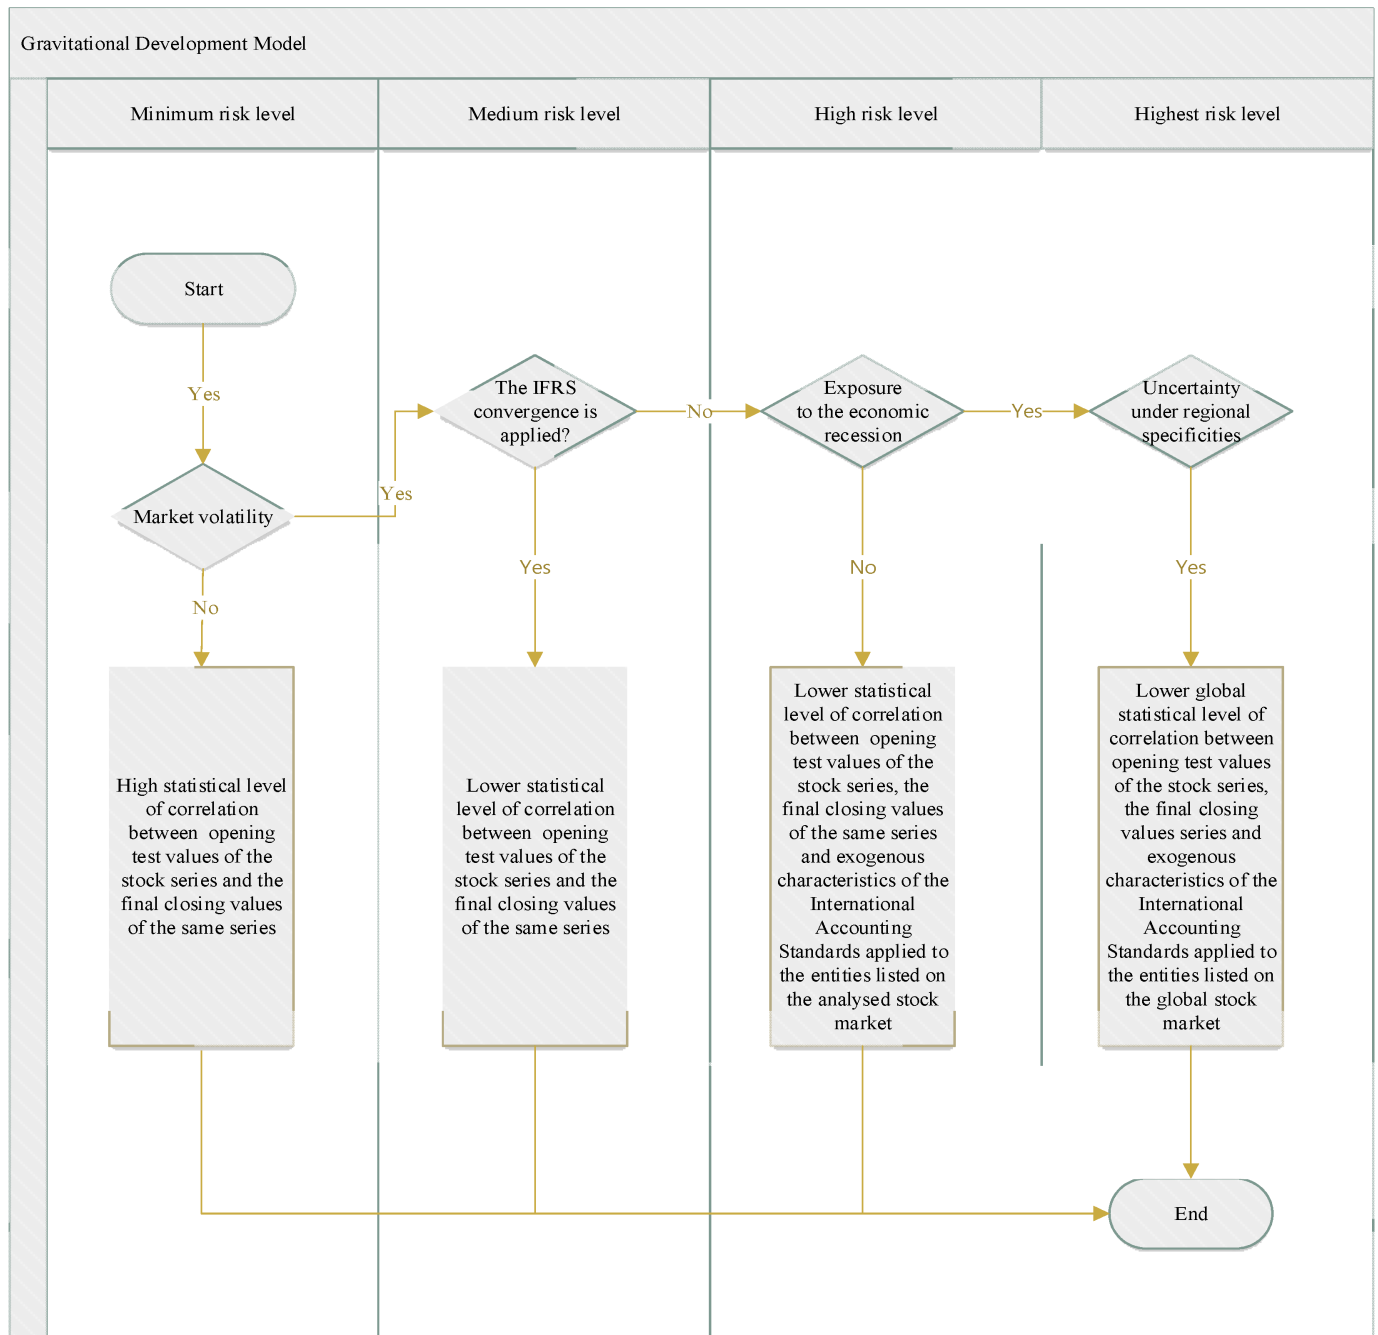 Gravitational Development Model
Minimum risk level
Medium risk level
High risk level
Highest risk level
Start
Yes
Market volatility
Yes
No
The IFRS
convergence is
applied?
No
Yes
Exposure
to the economic
recession
Yes
No
Uncertainty
under regional
specificities
Yes
High statistical level
of correlation
between opening
test values of the
stock series and the
final closing values
of the same series
Lower statistical
level of correlation
between opening
test values of the
stock series and the
final closing values
of the same series
Lower statistical
level of correlation
between opening
test values of the
stock series, the
final closing values
of the same series
and exogenous
characteristics of the
International
Accounting
Standards applied to
the entities listed on
the analysed stock
market
Lower global
statistical level of
correlation between
opening test values
of the stock series,
the final closing
values series and
exogenous
characteristics of the
International
Accounting
Standards applied to
the entities listed on
the global stock
market
End